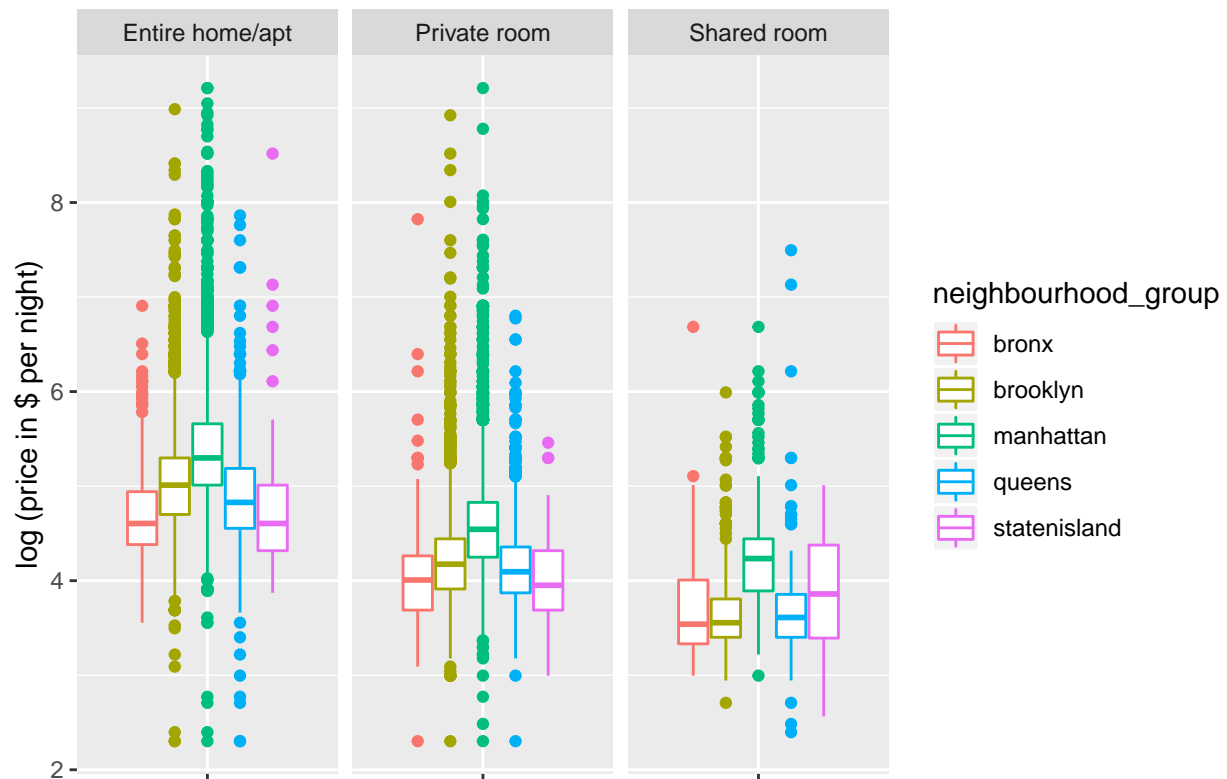 Entire home/apt
Private room
Shared room
8
6
4
2
log (price in $ per night)
neighbourhood_group
bronx
brooklyn
manhattan
queens
statenisland